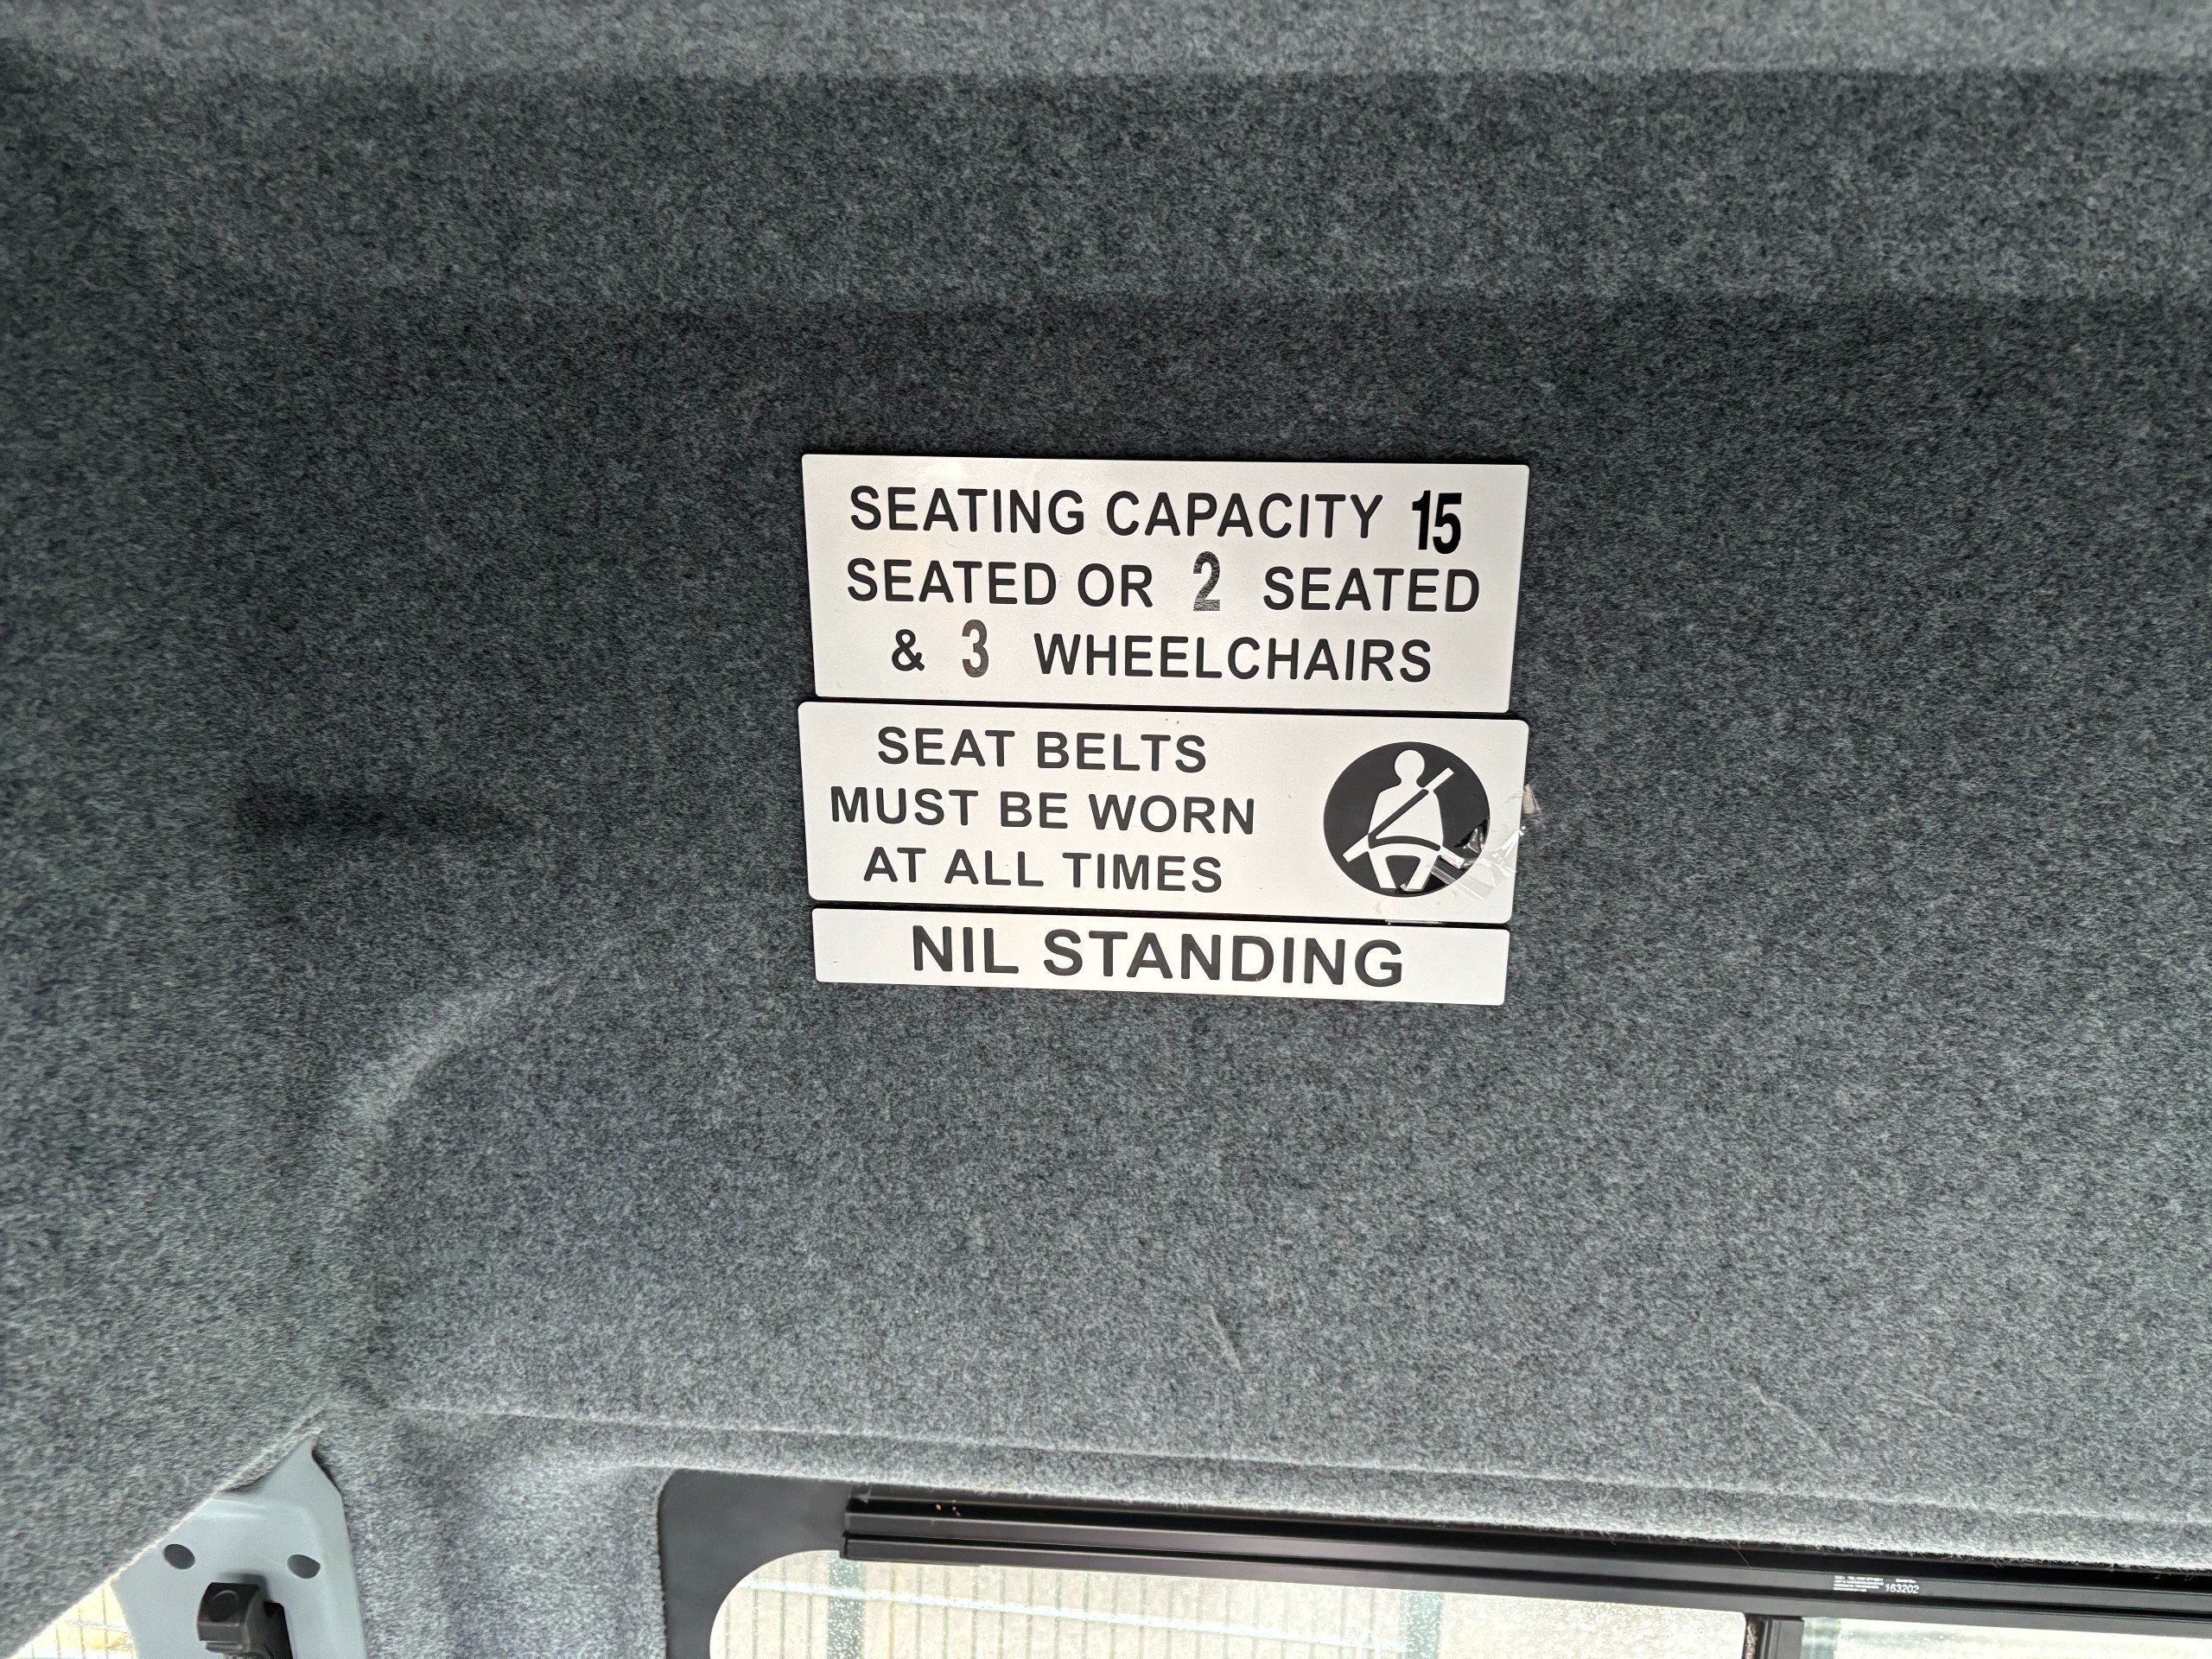 SEATING CAPACITY 15
SEATED OR 2 SEATED
& 3 WHEELCHAIRS
SEAT BELTS
MUST BE WORN
AT ALL TIMES
NIL STANDING
163202